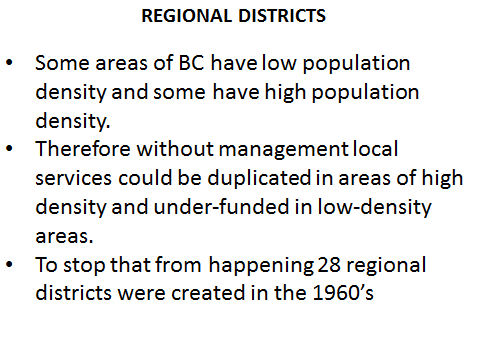 REGIONAL DISTRICTS
• Some areas of BC have low population
density and some have high population
density.
• Therefore without management local
services could be duplicated in areas of high
density and under-funded in low-density
areas.
• To stop that from happening 28 regional
districts were created in the 1960’s